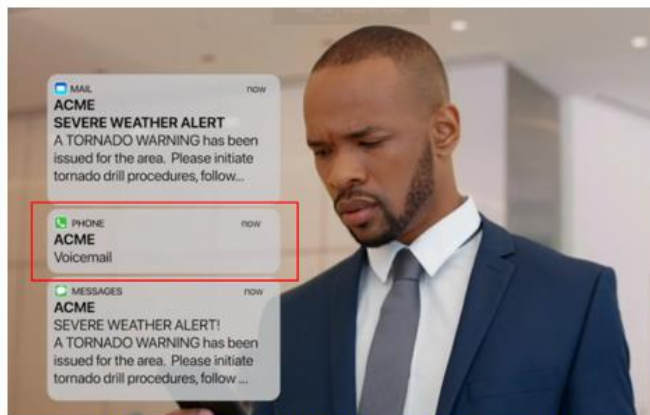 MAIL now
ACME
SEVERE WEATHER ALERT
A TORNADO WARNING has been
issued for the area. Please initiate
tornado drill procedures, follow...
PHONE now
ACME
Voicemail
MESSAGES now
ACME
SEVERE WEATHER ALERT!
A TORNADO WARNING has been
issued for the area. Please initiate
tornado drill procedures, follow ...